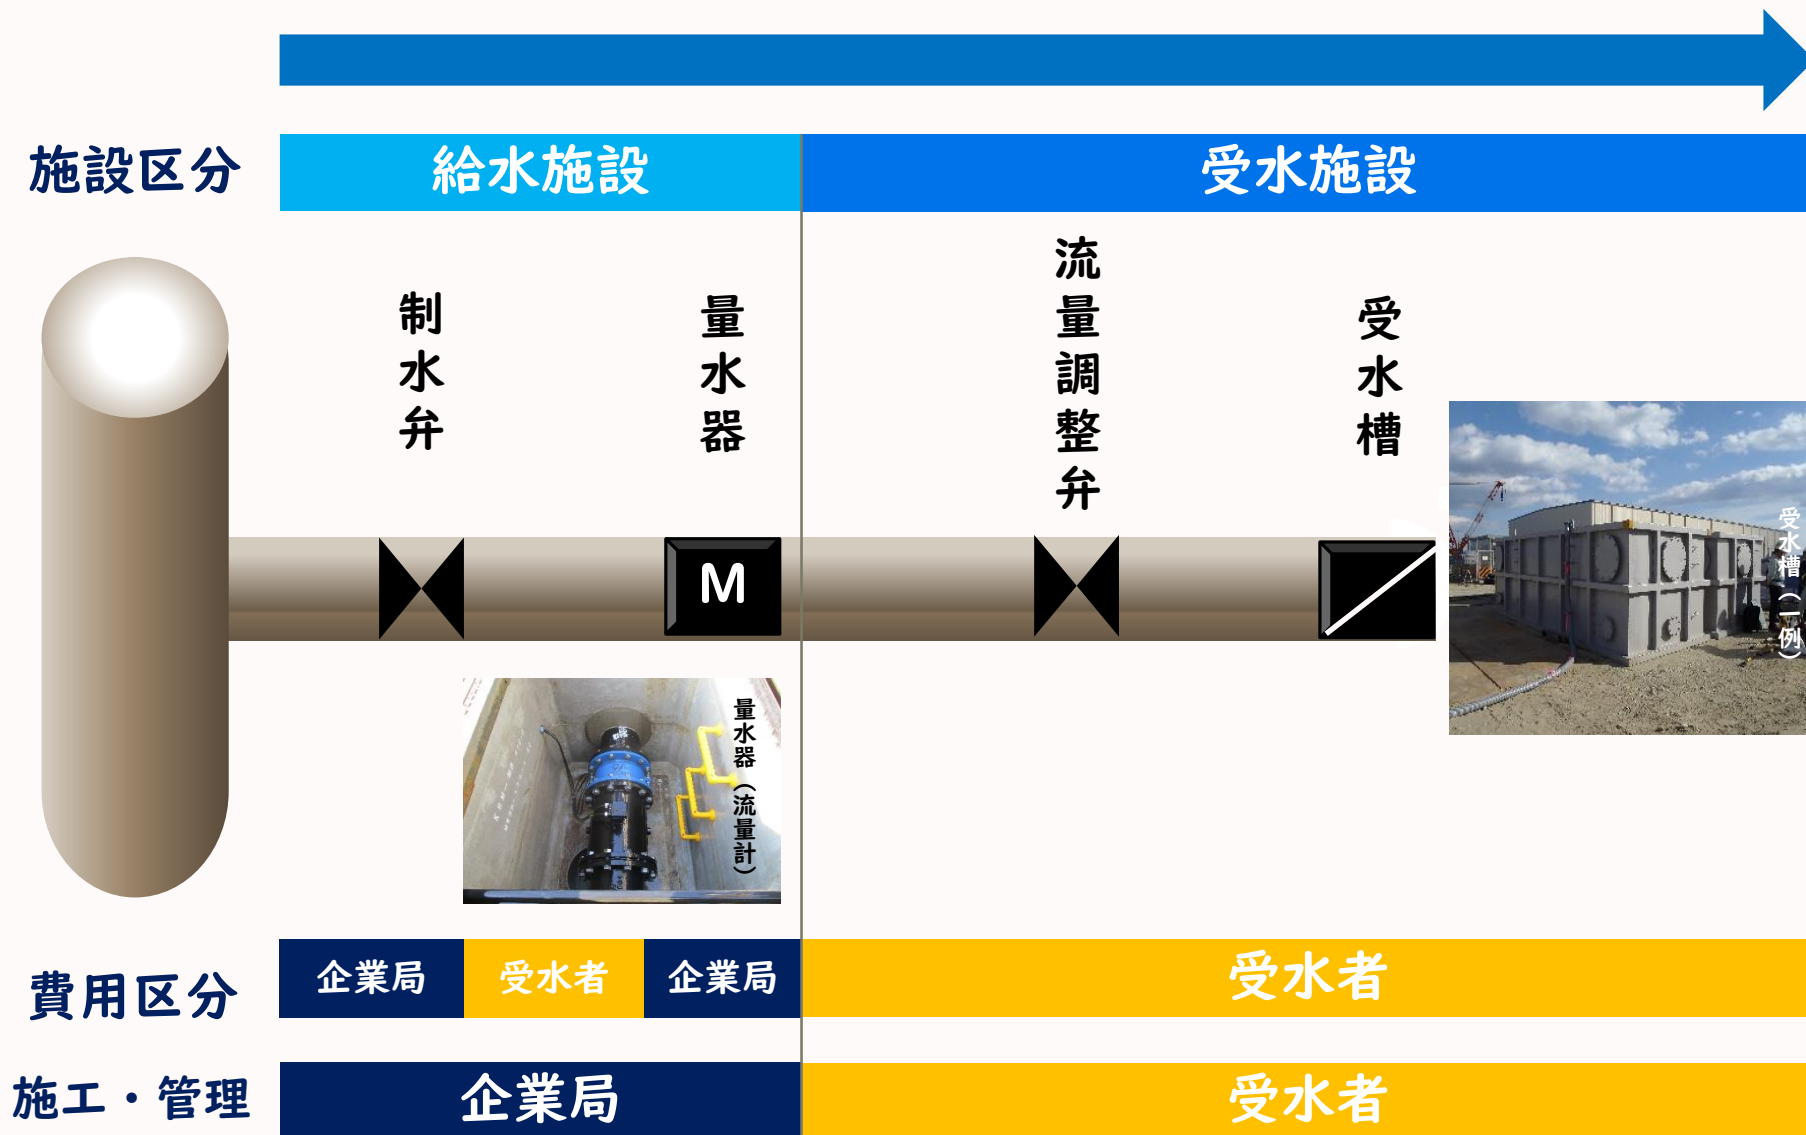 施設区分
給水施設
受水施設
制水弁
量水器
流量調整弁
受水槽
M
受水槽(一例)
量水器(流量計)
費用区分
企業局
受水者
企業局
受水者
施工・管理
企業局
受水者